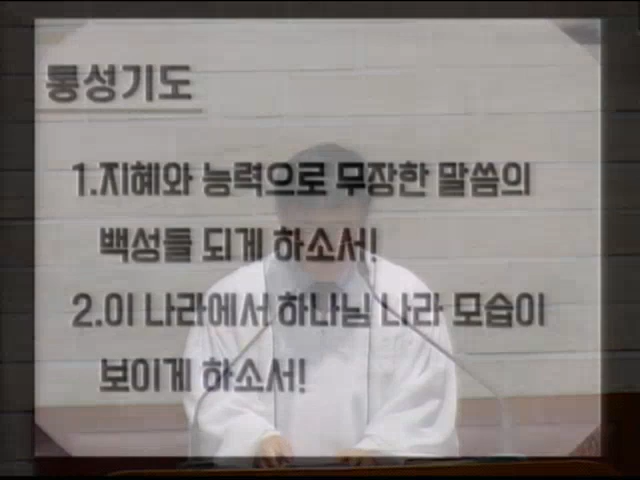 통성기도
1.지혜와 능력으로 무장한 말씀의
백성들 되게 하소서!
2.이 나라에서 하나님 나라 모습이
보이게 하소서!